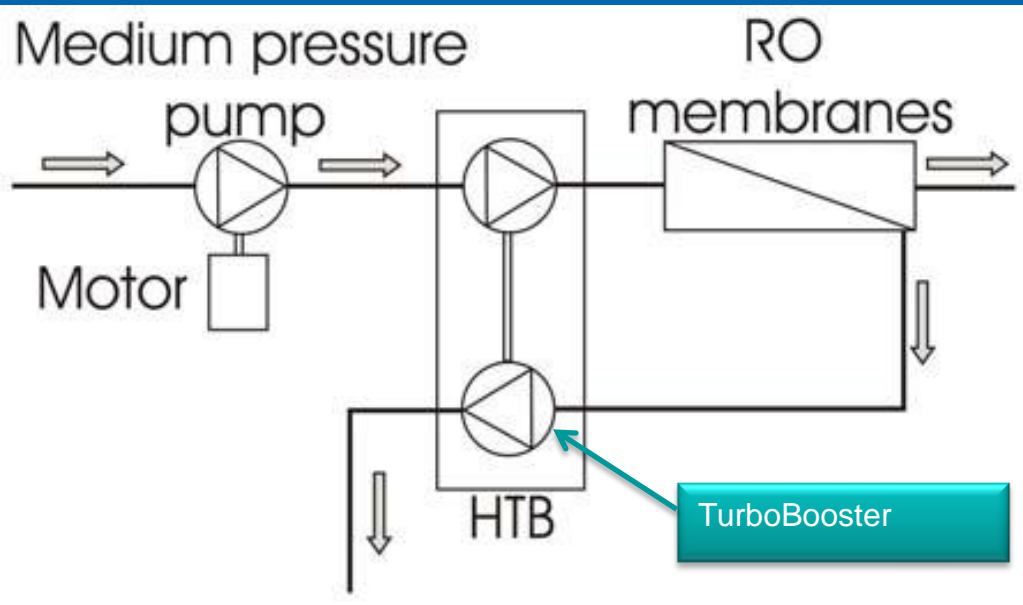 Medium pressure
pump
RO
membranes
Motor
HTB
TurboBooster